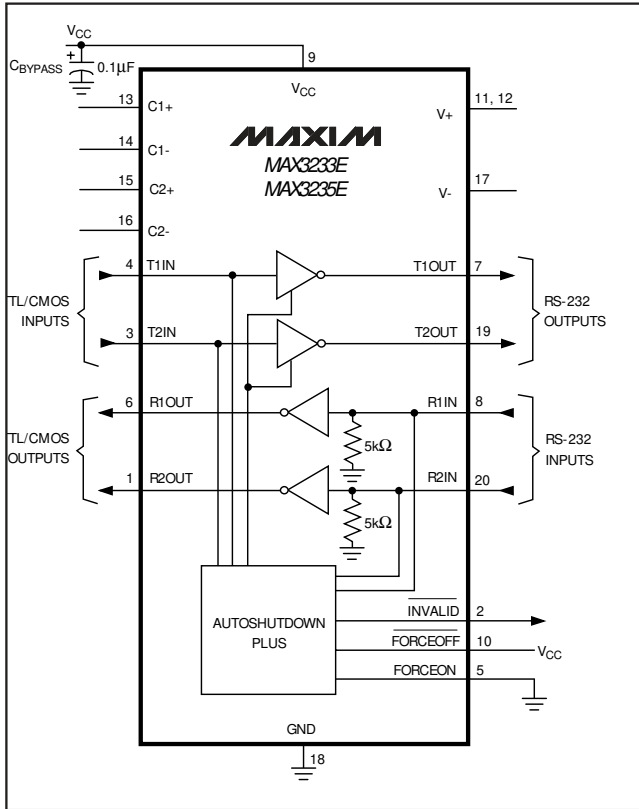 VCC
CBYPASS + 0.1µF
9
VCC
13 C1+
11, 12 V+
14 C1-
MAXIM
MAX3233E
MAX3235E
15 C2+
17 V-
16 C2-
4 T1IN
T1OUT 7
TL/CMOS
INPUTS
RS-232
OUTPUTS
3 T2IN
T2OUT 19
6 R1OUT
R1IN 8
5kΩ
TL/CMOS
OUTPUTS
RS-232
INPUTS
1 R2OUT
R2IN 20
5kΩ
AUTOSHUTDOWN
PLUS
INVALID 2
FORCEOFF 10 VCC
FORCEON 5
GND
18